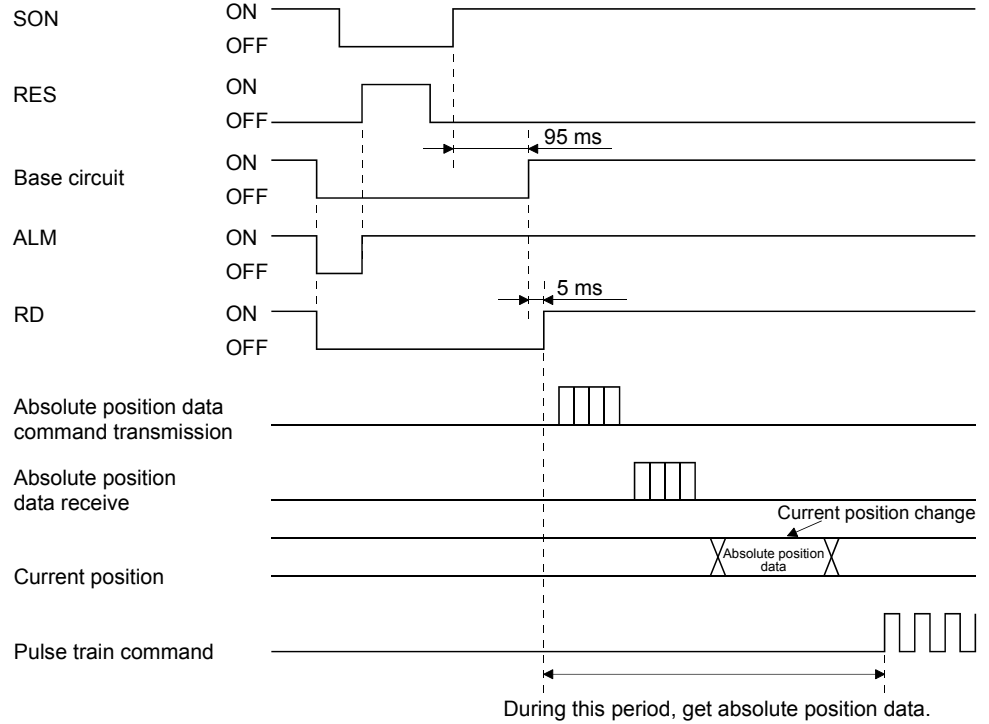 SON
ON
OFF
RES
ON
OFF
95 ms
Base circuit
ON
OFF
ALM
ON
OFF
5 ms
RD
ON
OFF
Absolute position data
command transmission
Absolute position
data receive
Current position change
Absolute position
data
Current position
Pulse train command
During this period, get absolute position data.